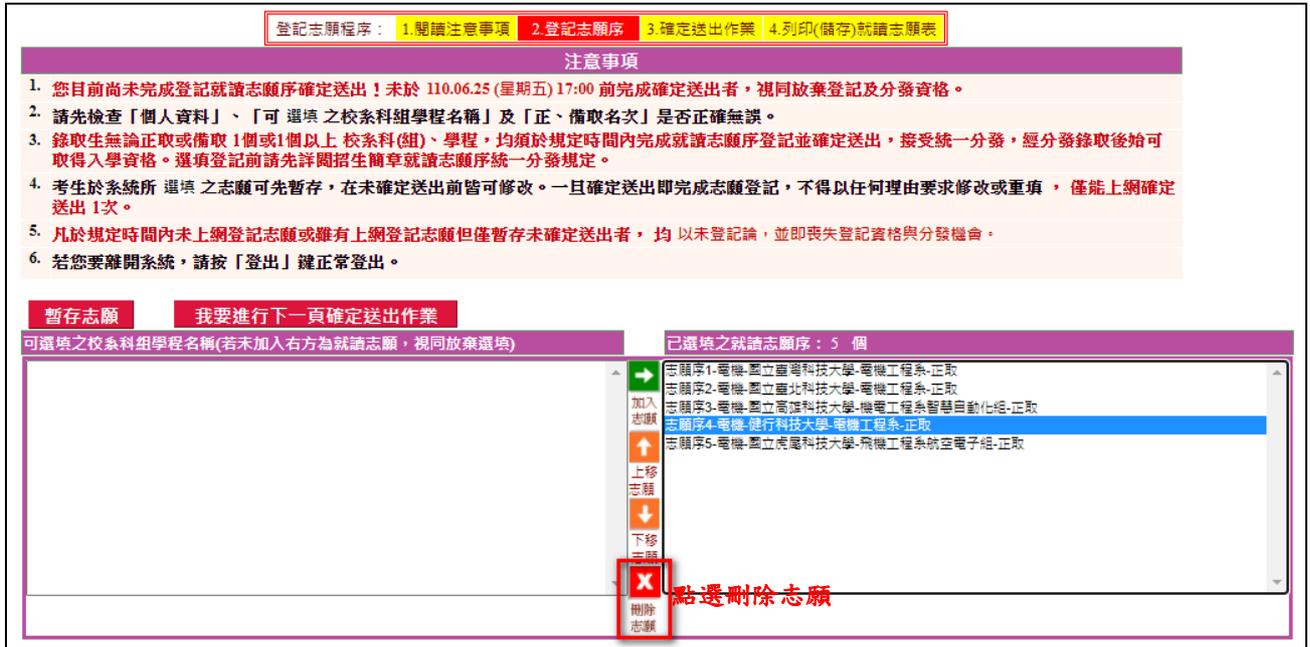 登記志願程序： 1.閱讀注意事項 2.登記志願序 3.確定送出作業 4.列印(儲存)就讀志願表
注意事項
1. 您目前尚未完成登記就讀志願序確定送出！未於 110.06.25 (星期五) 17:00 前完成確定送出者，視同放棄登記及分發資格。
2. 請先檢查「個人資料」、「可 選填 之校系科組學程名稱」及「正、備取名次」是否正確無誤。
3. 錄取生無論正取或備取 1個或1個以上 校系科(組)、學程，均須於規定時間內完成就讀志願序登記並確定送出，接受統一分發，經分發錄取後始可
取得入學資格。選填登記前請先詳閱招生簡章就讀志願序統一分發規定。
4. 考生於系統所 選填 之志願可先暫存，在未確定送出前皆可修改。一旦確定送出即完成志願登記，不得以任何理由要求修改或重填 ， 僅能上網確定
送出 1次。
5. 凡於規定時間內未上網登記志願或雖有上網登記志願但僅暫存未確定送出者， 均 以未登記論，並即喪失登記資格與分發機會。
6. 若您要離開系統，請按「登出」鍵正常登出。
暫存志願 我要進行下一頁確定送出作業
可選填之校系科組學程名稱(若未加入右方為就讀志願，視同放棄選填) 已選填之就讀志願序： 5 個
志願序1-電機-國立臺灣科技大學-電機工程系-正取
志願序2-電機-國立臺北科技大學-電機工程系-正取
志願序3-電機-國立高雄科技大學-機電工程系智慧自動化組-正取
志願序4-電機-健行科技大學-電機工程系-正取
志願序5-電機-國立虎尾科技大學-飛機工程系航空電子組-正取
加入
志願
上移
志願
下移
志願
X 點選刪除志願
刪除
志願